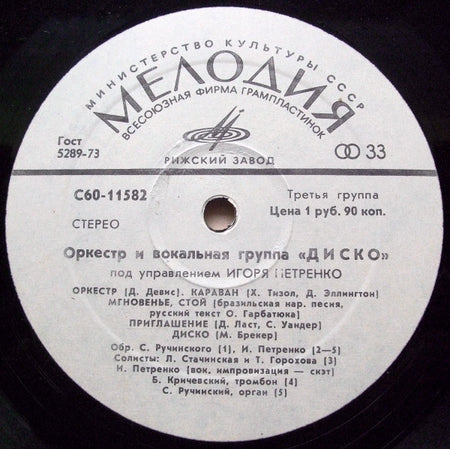 МИНИСТЕРСТВО КУЛЬТУРЫ СССР
МЕЛОДИЯ
ВСЕСОЮЗНАЯ ФИРМА ГРАМПЛАСТИНОК
Гост
5289-73
РИЖСКИЙ ЗАВОД
33
С60-11582
Третья группа
Цена 1 руб. 90 коп.
СТЕРЕО
Оркестр и вокальная группа «ДИСКО»
под управлением ИГОРЯ ПЕТРЕНКО
ОРКЕСТР (Д. Девис). КАРАВАН (Х. Тизол, Д. Эллингтон)
МГНОВЕНЬЕ, СТОЙ (бразильская нар. песня,
русский текст О. Гарбатюка)
ПРИГЛАШЕНИЕ (Д. Ласт, С. Уандер)
ДИСКО (М. Брекер)
Обр. С. Ручинского (1), И. Петренко (2—5)
Солисты: Л. Стачинская и Т. Горохова (3)
И. Петренко (вок. импровизация — скэт)
Б. Кричевский, тромбон (4)
С. Ручинский, орган (5)